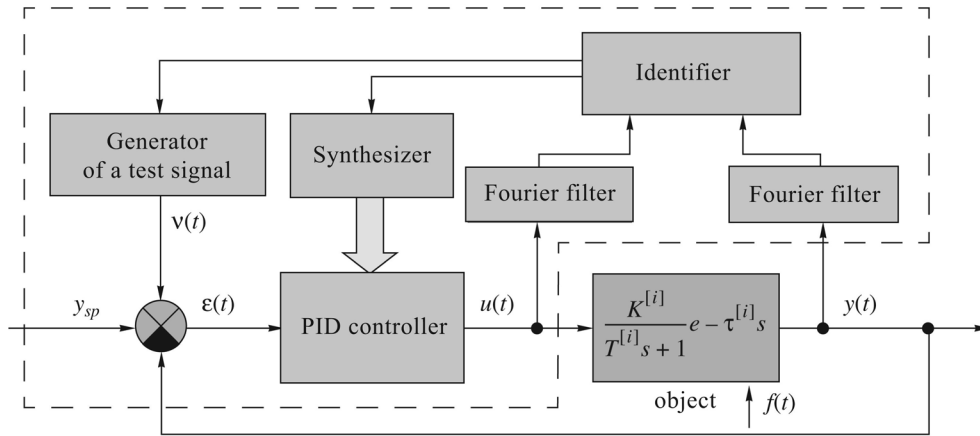 Identifier
Generator
of a test signal
Synthesizer
Fourier filter
Fourier filter
ν(t)
y_sp
ε(t)
PID controller
u(t)
K^[i]
T^[i]s + 1
e – τ^[i]s
y(t)
object
f(t)